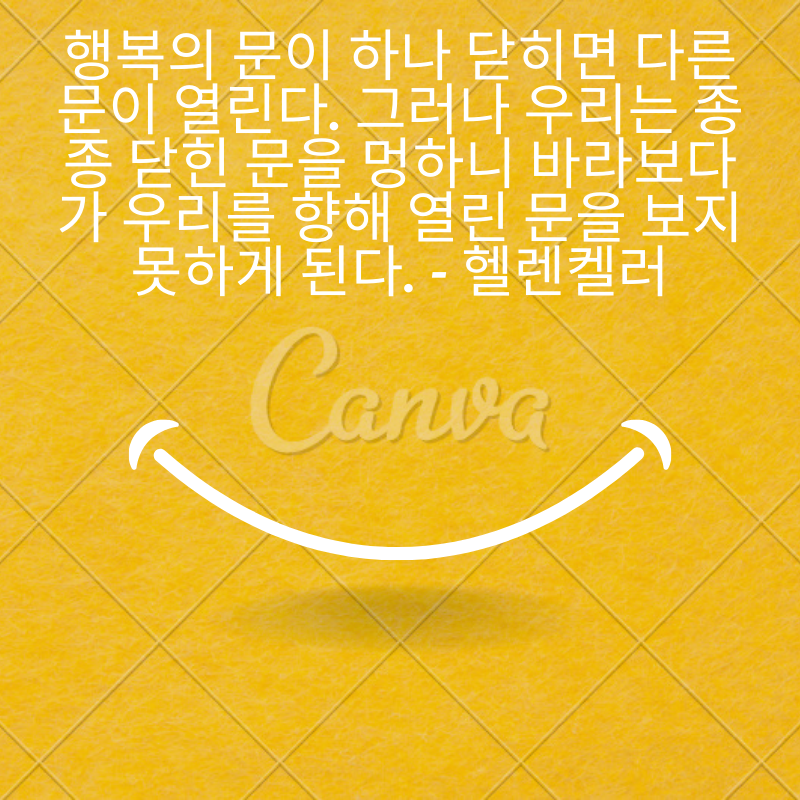 행복의 문이 하나 닫히면 다른
문이 열린다. 그러나 우리는 종
종 닫힌 문을 멍하니 바라보다
가 우리를 향해 열린 문을 보지
못하게 된다. - 헬렌켈러
Canva